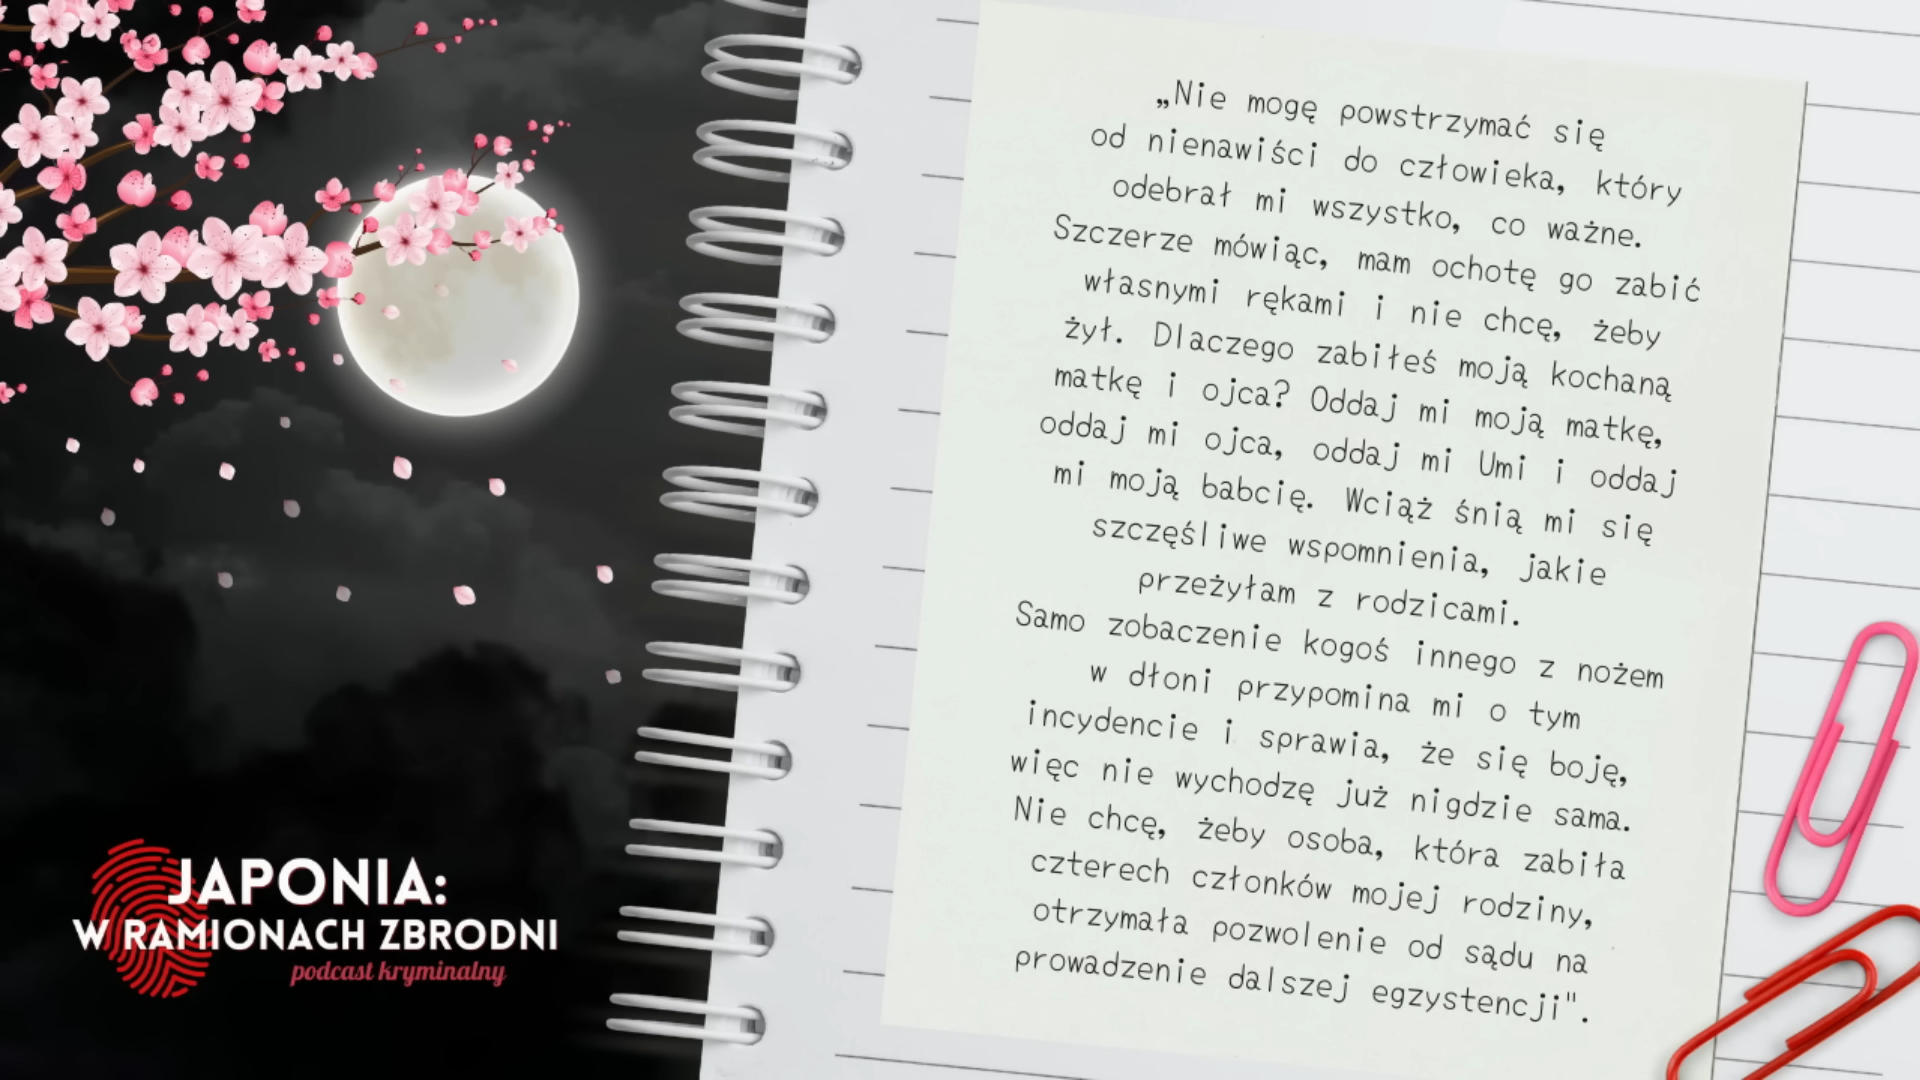 „Nie mogę powstrzymać się
od nienawiści do człowieka, który
odebrał mi wszystko, co ważne.
Szczerze mówiąc, mam ochotę go zabić
własnymi rękami i nie chcę, żeby
żył. Dlaczego zabiłeś moją kochaną
matkę i ojca? Oddaj mi moją matkę,
oddaj mi ojca, oddaj mi Umi i oddaj
mi moją babcię. Wciąż śnią mi się
szczęśliwe wspomnienia, jakie
przeżyłam z rodzicami.
Samo zobaczenie kogoś innego z nożem
w dłoni przypomina mi o tym
incydencie i sprawia, że się boję,
więc nie wychodzę już nigdzie sama.
Nie chcę, żeby osoba, która zabiła
czterech członków mojej rodziny,
otrzymała pozwolenie od sądu na
prowadzenie dalszej egzystencji".
JAPONIA:
W RAMIONACH ZBRODNI
podcast kryminalny